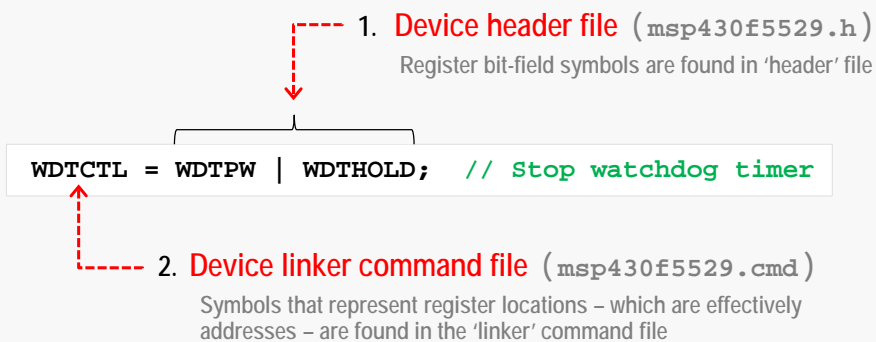 1. Device header file (msp430f5529.h)
Register bit-field symbols are found in ‘header’ file
WDTCTL = WDTPW | WDTHOLD; // Stop watchdog timer
2. Device linker command file (msp430f5529.cmd)
Symbols that represent register locations – which are effectively
addresses – are found in the ‘linker’ command file